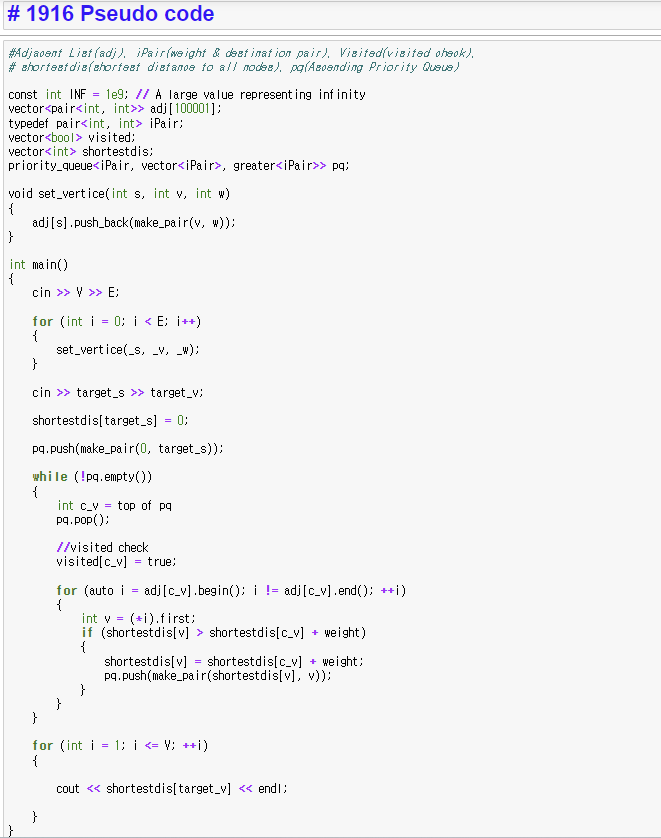 # 1916 Pseudo code
#Adjacent List(adj), iPair(weight & destination pair), Visited(visited check),
# shortestdis(shortest distance to all nodes), pq(Ascending Priority Queue)
const int INF = 1e9; // A large value representing infinity
vector<pair<int, int>> adj[100001];
typedef pair<int, int> iPair;
vector<bool> visited;
vector<int> shortestdis;
priority_queue<iPair, vector<iPair>, greater<iPair>> pq;
void set_vertice(int s, int v, int w)
{
    adj[s].push_back(make_pair(v, w));
}
int main()
{
    cin >> V >> E;
    for (int i = 0; i < E; i++)
    {
        set_vertice(_s, _v, _w);
    }
    cin >> target_s >> target_v;
    shortestdis[target_s] = 0;
    pq.push(make_pair(0, target_s));
    while (!pq.empty())
    {
        int c_v = top of pq
        pq.pop();
        //visited check
        visited[c_v] = true;
        for (auto i = adj[c_v].begin(); i != adj[c_v].end(); ++i)
        {
            int v = (*i).first;
            if (shortestdis[v] > shortestdis[c_v] + weight)
            {
                shortestdis[v] = shortestdis[c_v] + weight;
                pq.push(make_pair(shortestdis[v], v));
            }
        }
    }
    for (int i = 1; i <= V; ++i)
    {
        cout << shortestdis[target_v] << endl;
    }
}